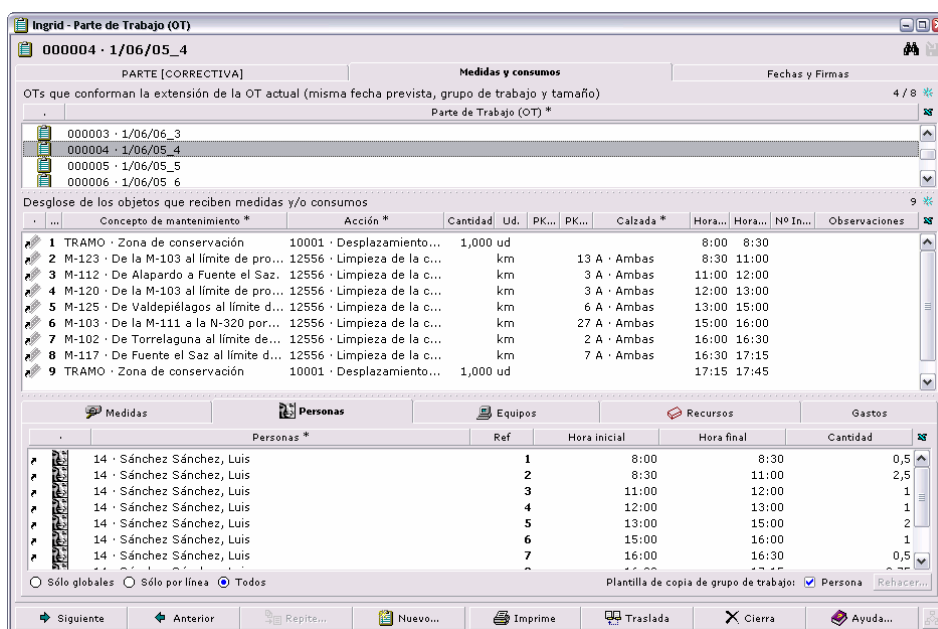 Ingrid - Parte de Trabajo (OT)
000004 · 1/06/05_4
PARTE [CORRECTIVA] Medidas y consumos Fechas y Firmas
OTs que conforman la extensión de la OT actual (misma fecha prevista, grupo de trabajo y tamaño) 4 / 8
. Parte de Trabajo (OT) *
000003 · 1/06/06_3
000004 · 1/06/05_4
000005 · 1/06/05_5
000006 · 1/06/05 6
Desglose de los objetos que reciben medidas y/o consumos 9
· ... Concepto de mantenimiento * Acción * Cantidad Ud. PK... PK... Calzada * Hora... Hora... Nº In... Observaciones
1 TRAMO · Zona de conservación 10001 · Desplazamiento... 1,000 ud 8:00 8:30
2 M-123 · De la M-103 al límite de pro... 12556 · Limpieza de la c... km 13 A · Ambas 8:30 11:00
3 M-112 · De Alapardo a Fuente el Saz. 12556 · Limpieza de la c... km 3 A · Ambas 11:00 12:00
4 M-120 · De la M-103 al límite de pro... 12556 · Limpieza de la c... km 3 A · Ambas 12:00 13:00
5 M-125 · De Valdepiélagos al límite d... 12556 · Limpieza de la c... km 6 A · Ambas 13:00 15:00
6 M-103 · De la M-111 a la N-320 por... 12556 · Limpieza de la c... km 27 A · Ambas 15:00 16:00
7 M-102 · De Torrelaguna al límite de... 12556 · Limpieza de la c... km 2 A · Ambas 16:00 16:30
8 M-117 · De Fuente el Saz al límite d... 12556 · Limpieza de la c... km 7 A · Ambas 16:30 17:15
9 TRAMO · Zona de conservación 10001 · Desplazamiento... 1,000 ud 17:15 17:45
Medidas Personas Equipos Recursos Gastos
· Personas * Ref Hora inicial Hora final Cantidad
14 · Sánchez Sánchez, Luis 1 8:00 8:30 0,5
14 · Sánchez Sánchez, Luis 2 8:30 11:00 2,5
14 · Sánchez Sánchez, Luis 3 11:00 12:00 1
14 · Sánchez Sánchez, Luis 4 12:00 13:00 1
14 · Sánchez Sánchez, Luis 5 13:00 15:00 2
14 · Sánchez Sánchez, Luis 6 15:00 16:00 1
14 · Sánchez Sánchez, Luis 7 16:00 16:30 0,5
Sólo globales Sólo por línea Todos Plantilla de copia de grupo de trabajo: Persona Rehacer...
Siguiente Anterior Repite... Nuevo... Imprime Traslada Cierra Ayuda...